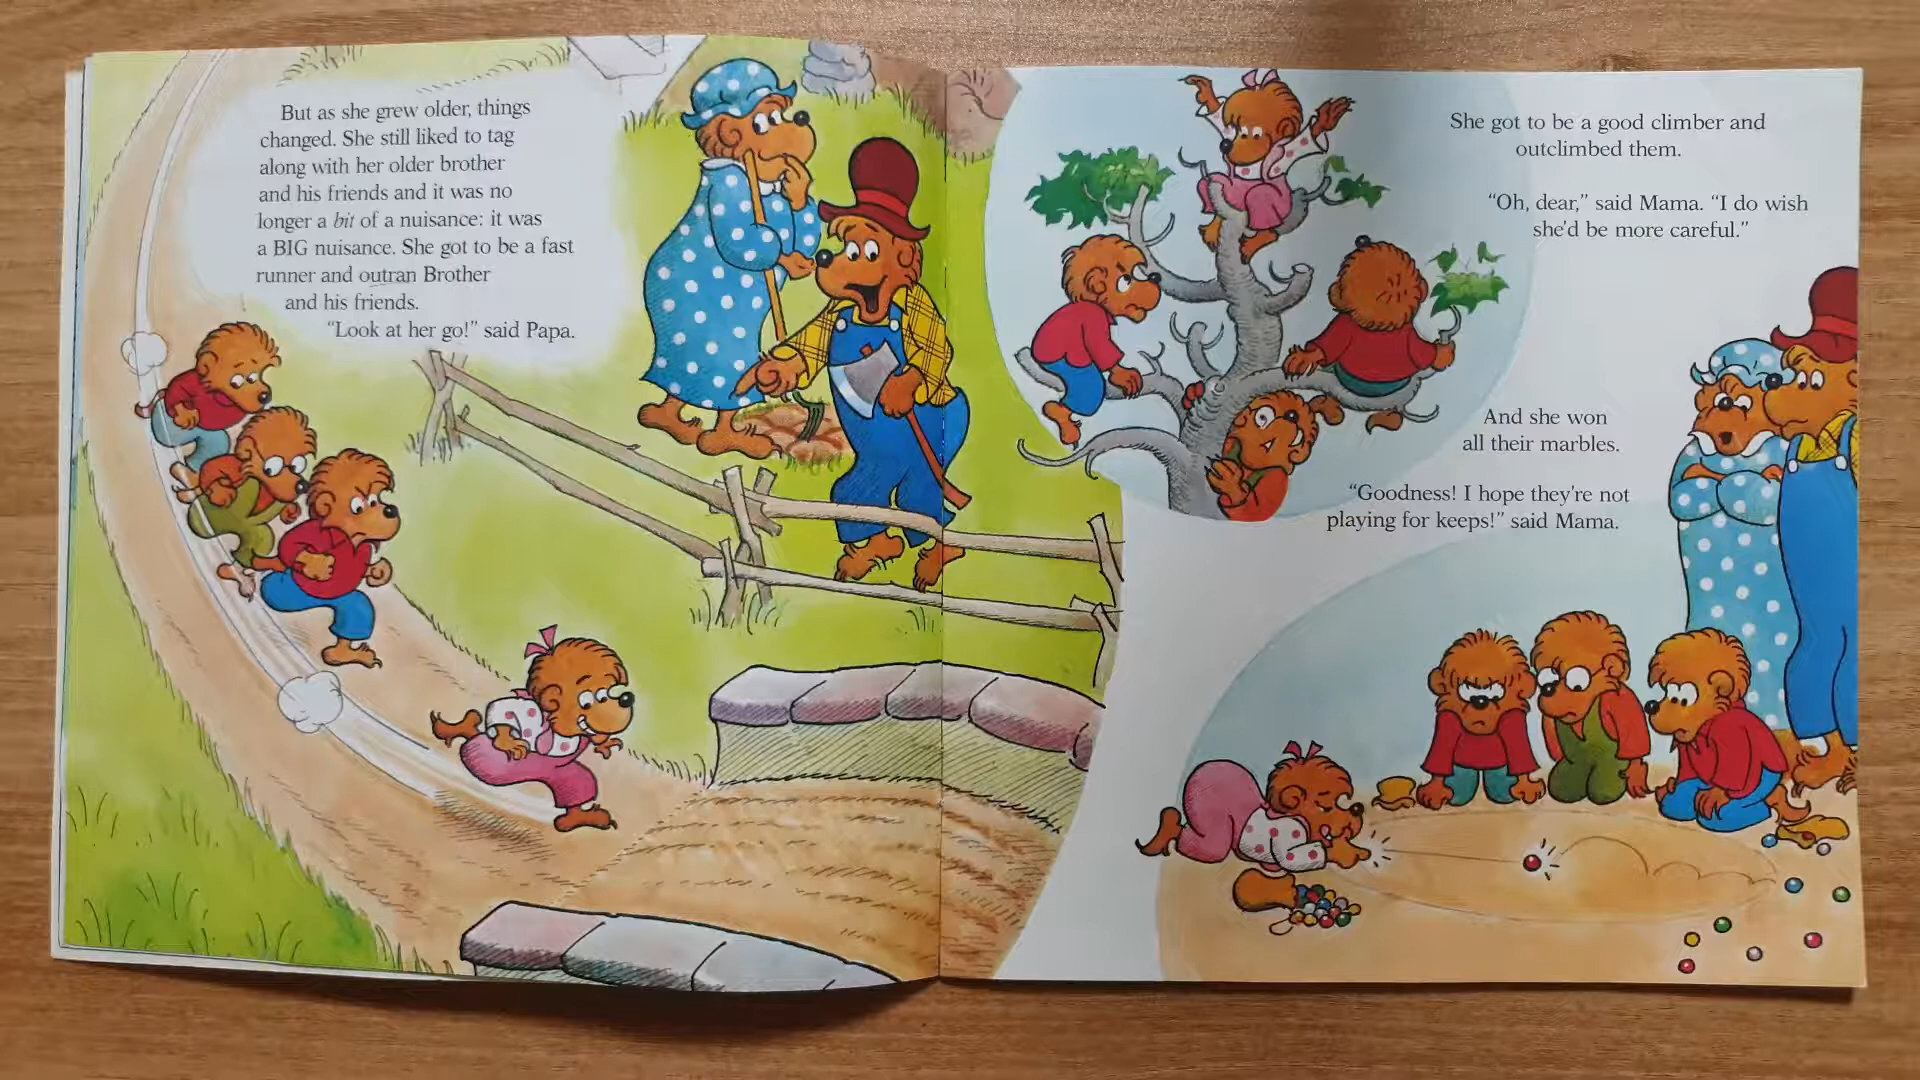 But as she grew older, things
changed. She still liked to tag
along with her older brother
and his friends and it was no
longer a bit of a nuisance: it was
a BIG nuisance. She got to be a fast
runner and outran Brother
and his friends.
“Look at her go!” said Papa.
She got to be a good climber and
outclimbed them.
“Oh, dear,” said Mama. “I do wish
she’d be more careful.”
And she won
all their marbles.
“Goodness! I hope they’re not
playing for keeps!” said Mama.